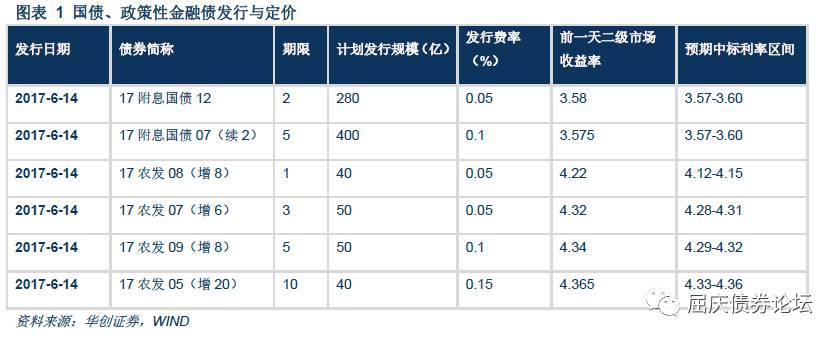 图表 1 国债、政策性金融债发行与定价
发行日期 债券简称 期限 计划发行规模（亿） 发行费率（%） 前一天二级市场收益率 预期中标利率区间
2017-6-14 17 附息国债 12 2 280 0.05 3.58 3.57-3.60
2017-6-14 17 附息国债 07（续 2） 5 400 0.1 3.575 3.57-3.60
2017-6-14 17 农发 08（增 8） 1 40 0.05 4.22 4.12-4.15
2017-6-14 17 农发 07（增 6） 3 50 0.05 4.32 4.28-4.31
2017-6-14 17 农发 09（增 8） 5 50 0.1 4.34 4.29-4.32
2017-6-14 17 农发 05（增 20） 10 40 0.15 4.365 4.33-4.36
资料来源：华创证券，WIND
屈庆债券论坛